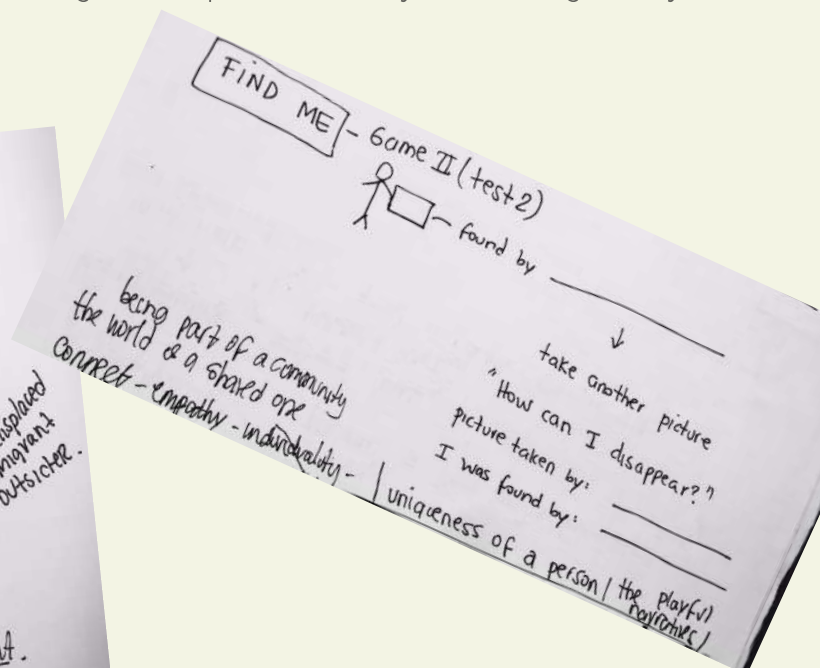 FIND ME - Game II (test 2)
found by
take another picture
"How can I disappear?"
picture taken by:
I was found by:
being part of a community
the world as a shared one
connect - empathy - individuality -
| uniqueness of a person / the playful
narratives /
displaced
migrant
outsider.